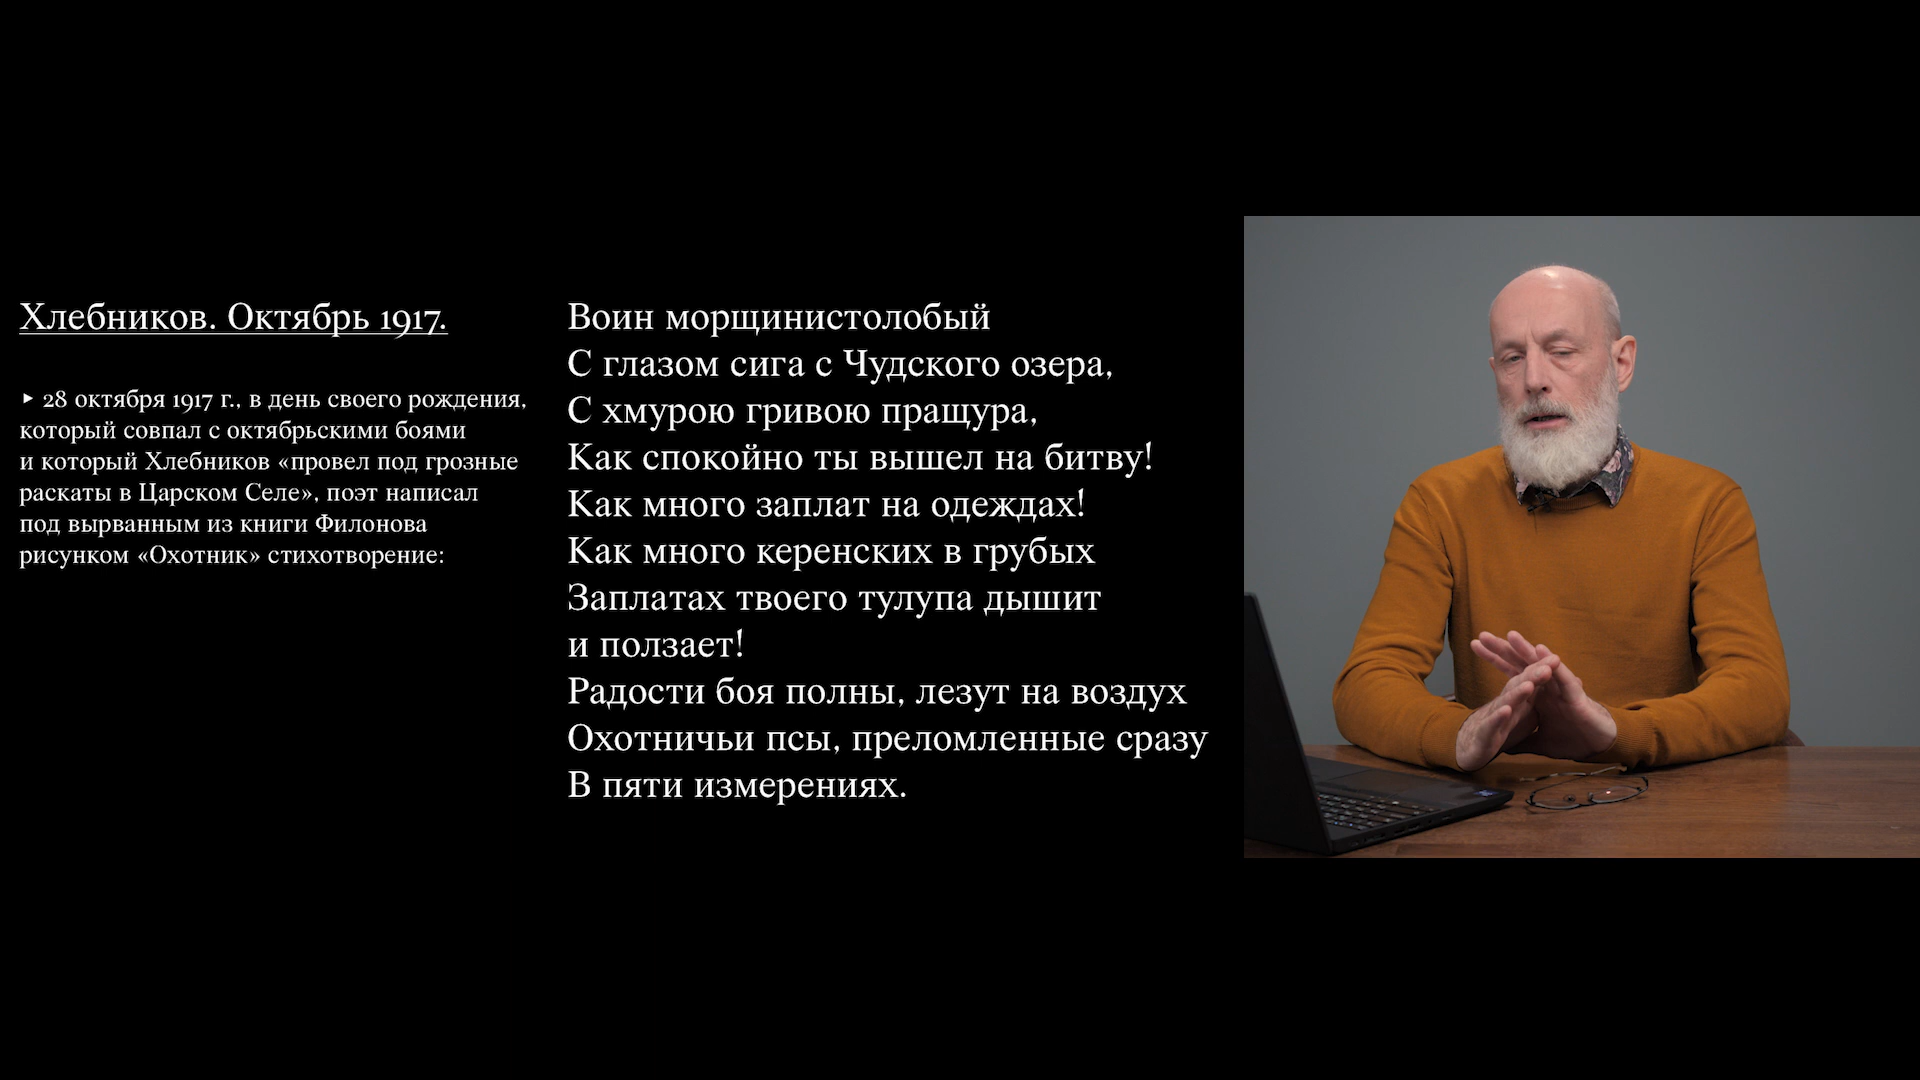 Хлебников. Октябрь 1917.
▸ 28 октября 1917 г., в день своего рождения,
который совпал с октябрьскими боями
и который Хлебников «провел под грозные
раскаты в Царском Селе», поэт написал
под вырванным из книги Филонова
рисунком «Охотник» стихотворение:
Воин морщинистолобый
С глазом сига с Чудского озера,
С хмурою гривою пращура,
Как спокойно ты вышел на битву!
Как много заплат на одеждах!
Как много керенских в грубых
Заплатах твоего тулупа дышит
и ползает!
Радости боя полны, лезут на воздух
Охотничьи псы, преломленные сразу
В пяти измерениях.